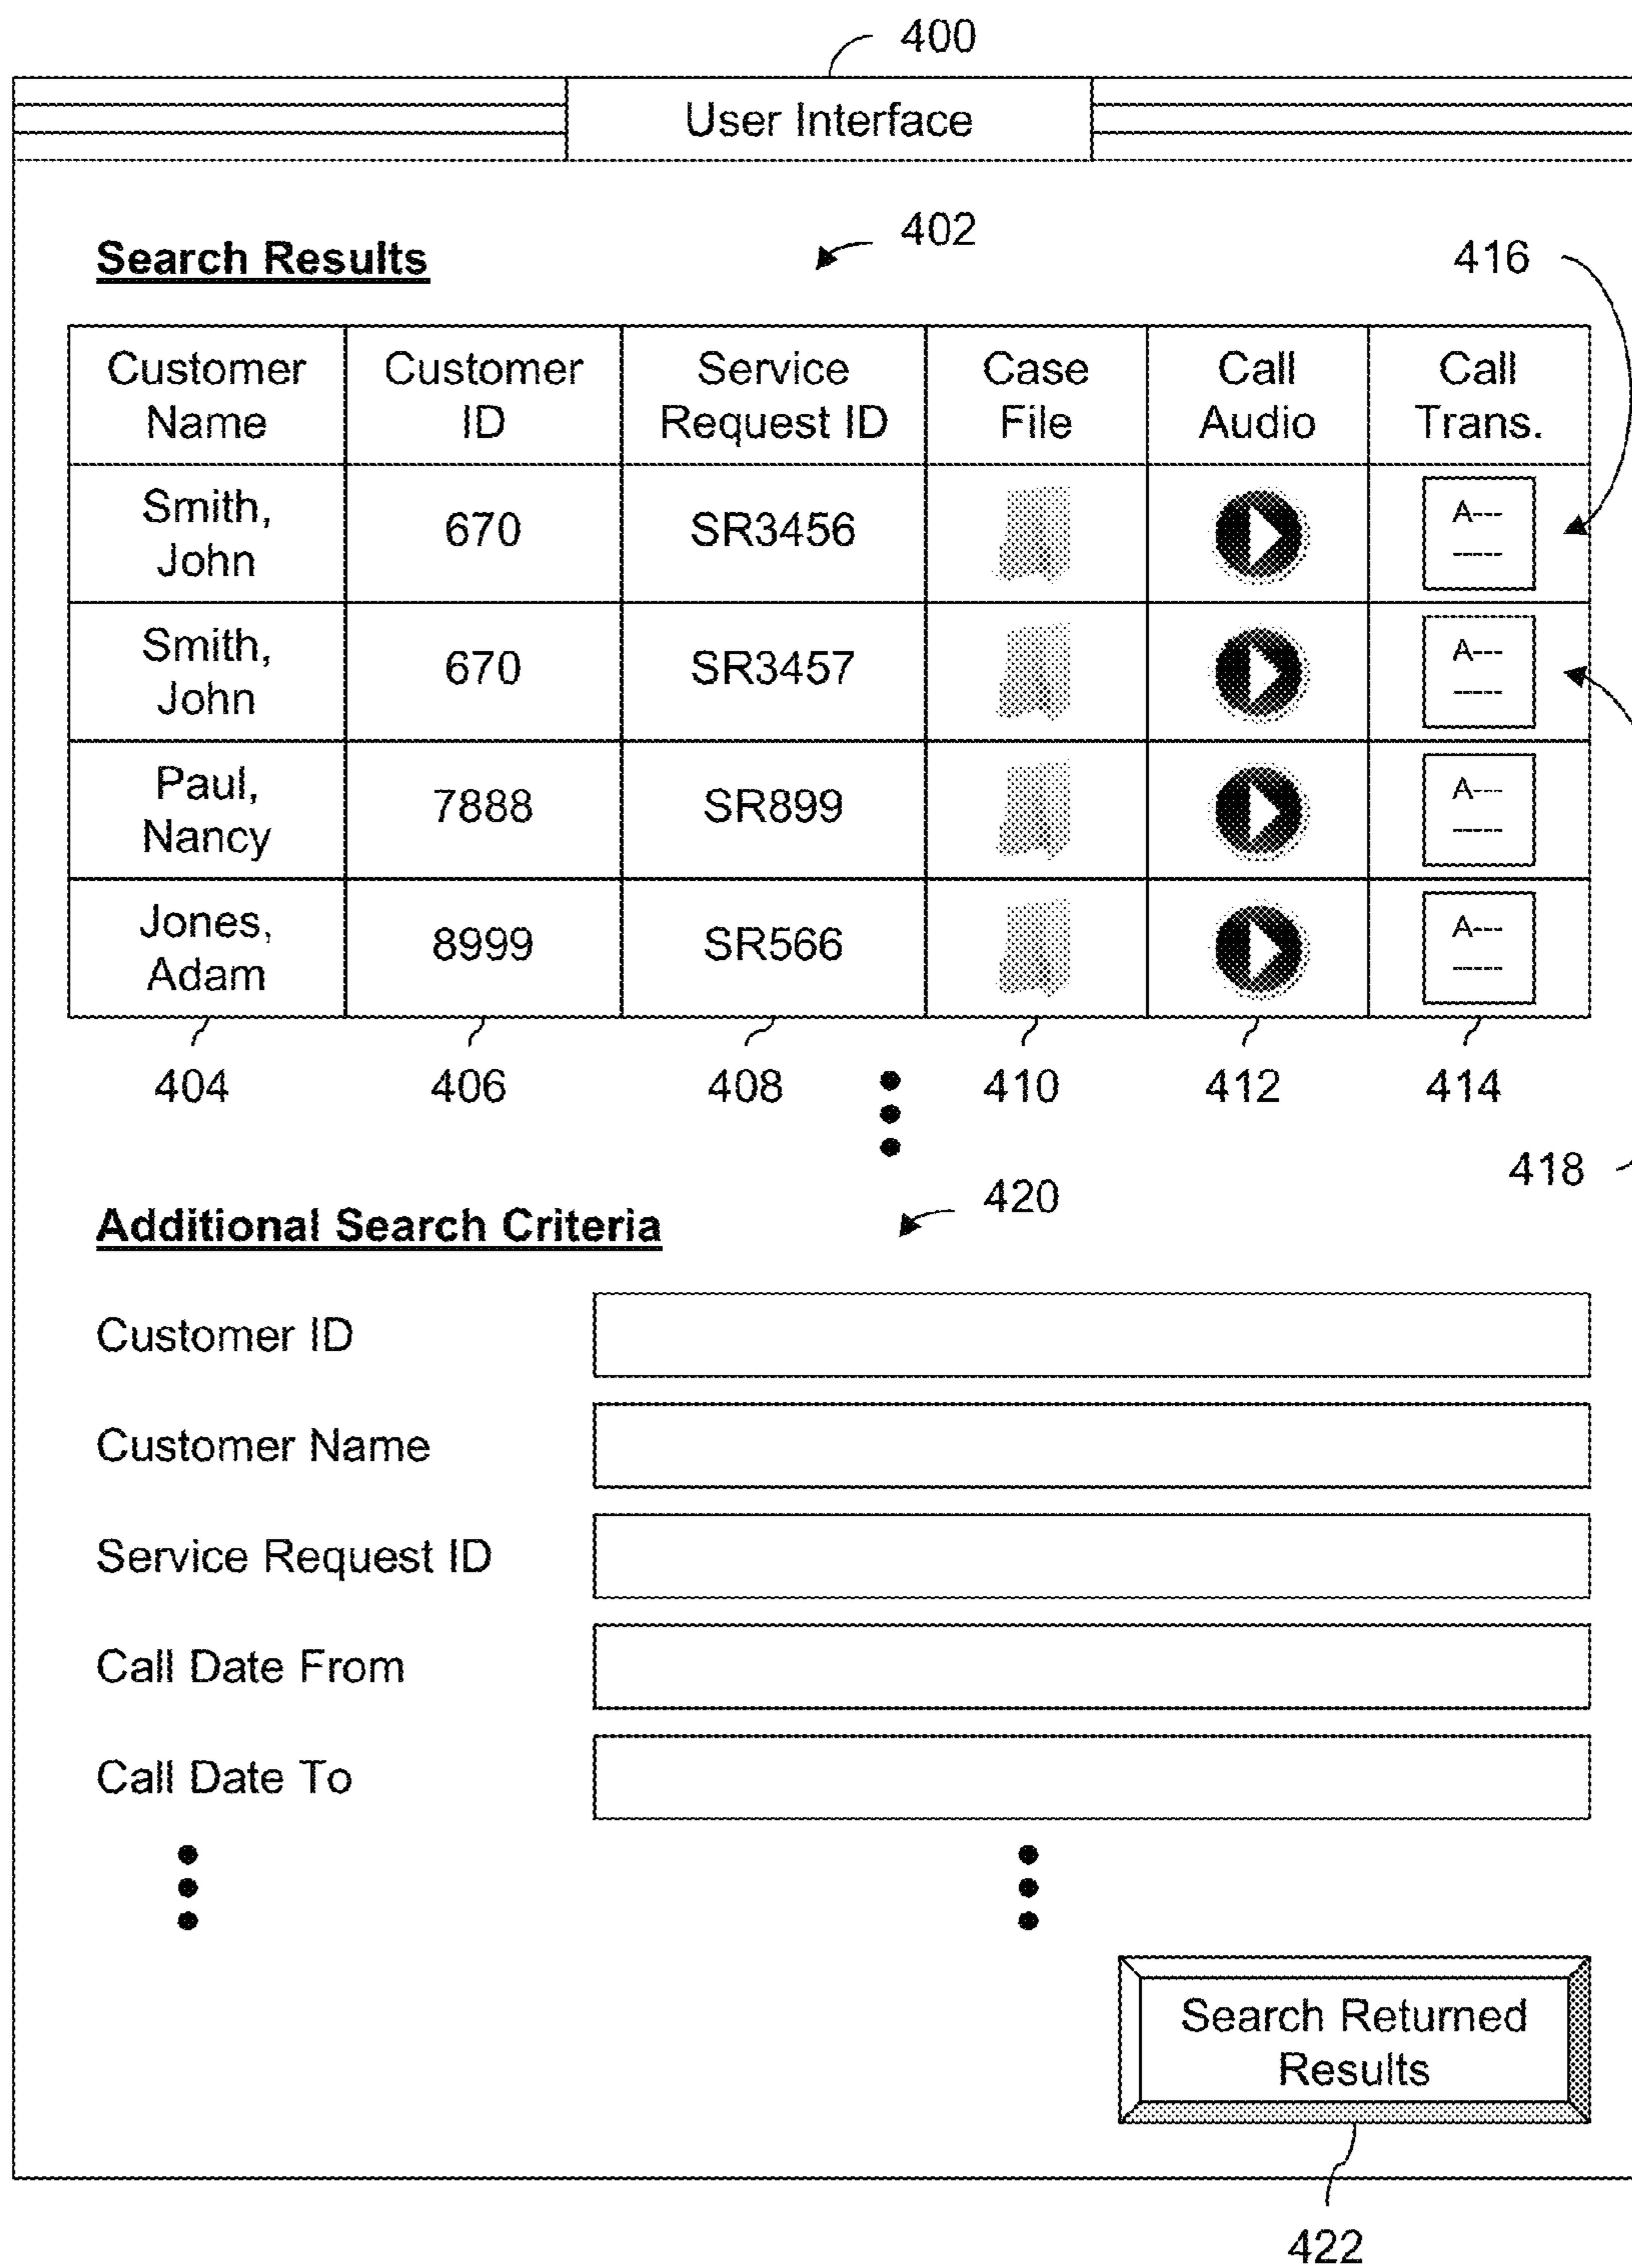 400
User Interface
402
Search Results
416
Customer Name
Customer ID
Service Request ID
Case File
Call Audio
Call Trans.
Smith, John
670
SR3456
A---
-----
Smith, John
670
SR3457
A---
-----
Paul, Nancy
7888
SR899
A---
-----
Jones, Adam
8999
SR566
A---
-----
404
406
408
410
412
414
418
420
Additional Search Criteria
Customer ID
Customer Name
Service Request ID
Call Date From
Call Date To
Search Returned
Results
422